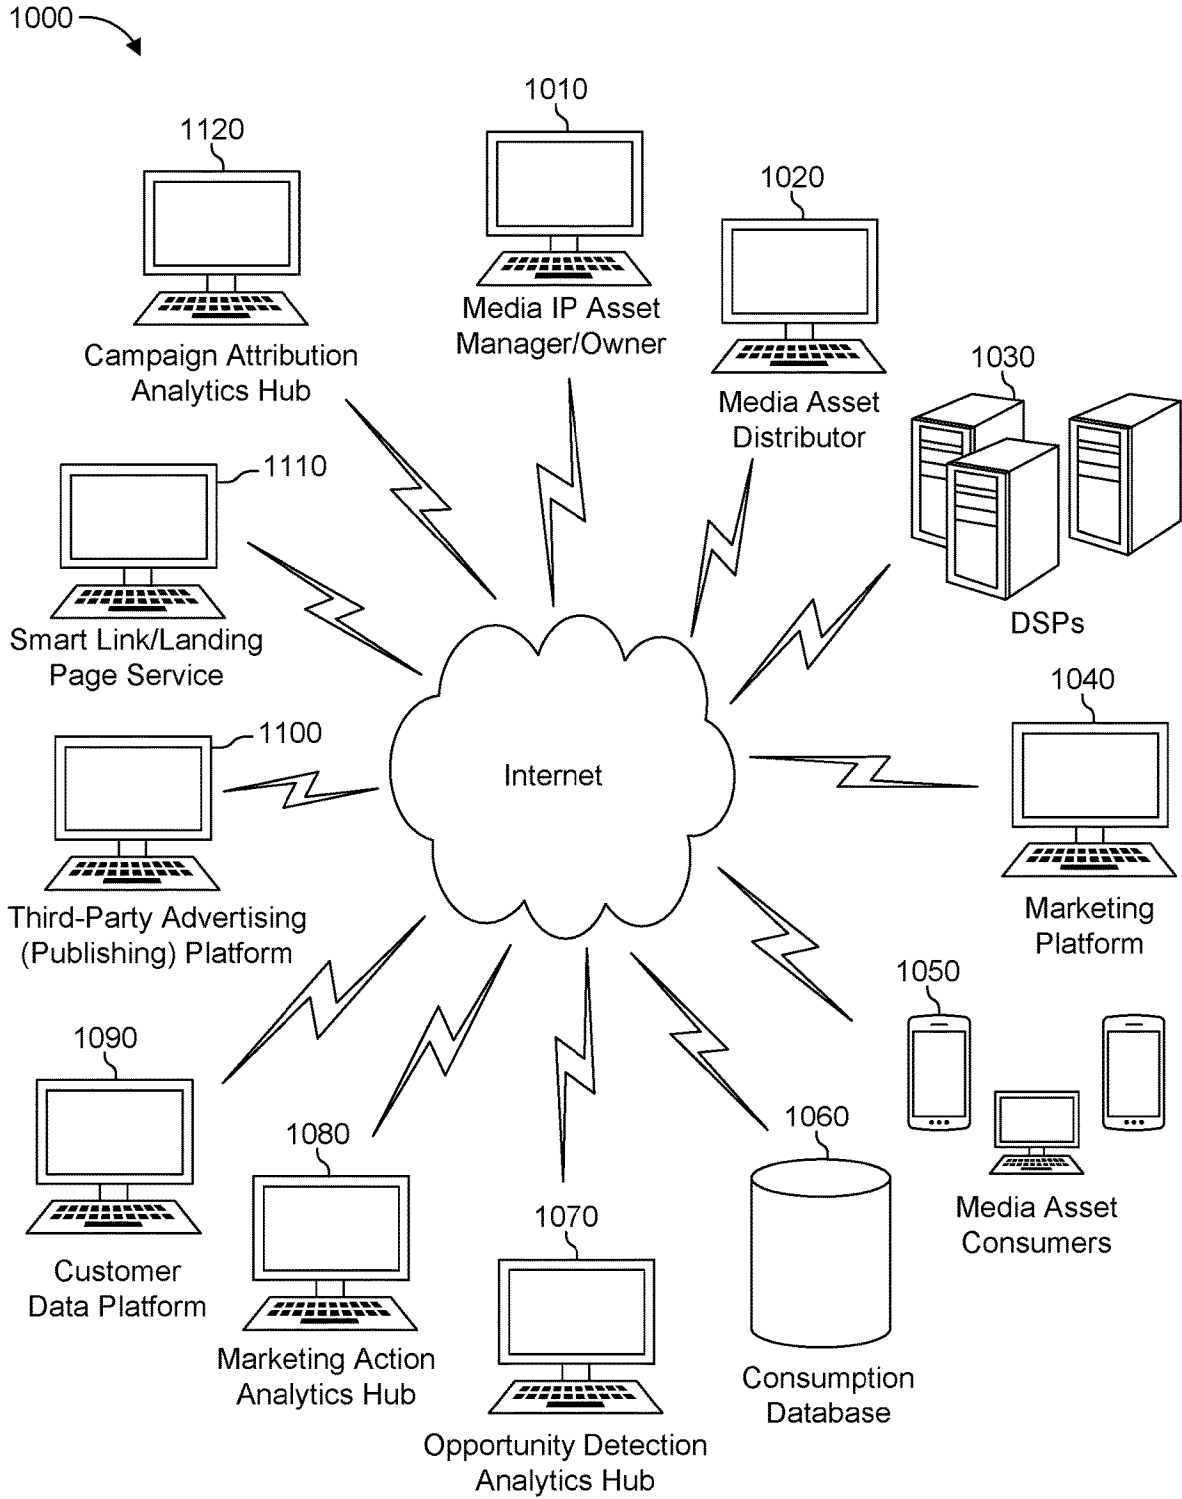 1000
1010
Media IP Asset
Manager/Owner
1120
Campaign Attribution
Analytics Hub
1020
Media Asset
Distributor
1030
DSPs
1110
Smart Link/Landing
Page Service
1040
Marketing
Platform
1100
Third-Party Advertising
(Publishing) Platform
Internet
1050
Media Asset
Consumers
1090
Customer
Data Platform
1080
Marketing Action
Analytics Hub
1070
Opportunity Detection
Analytics Hub
1060
Consumption
Database